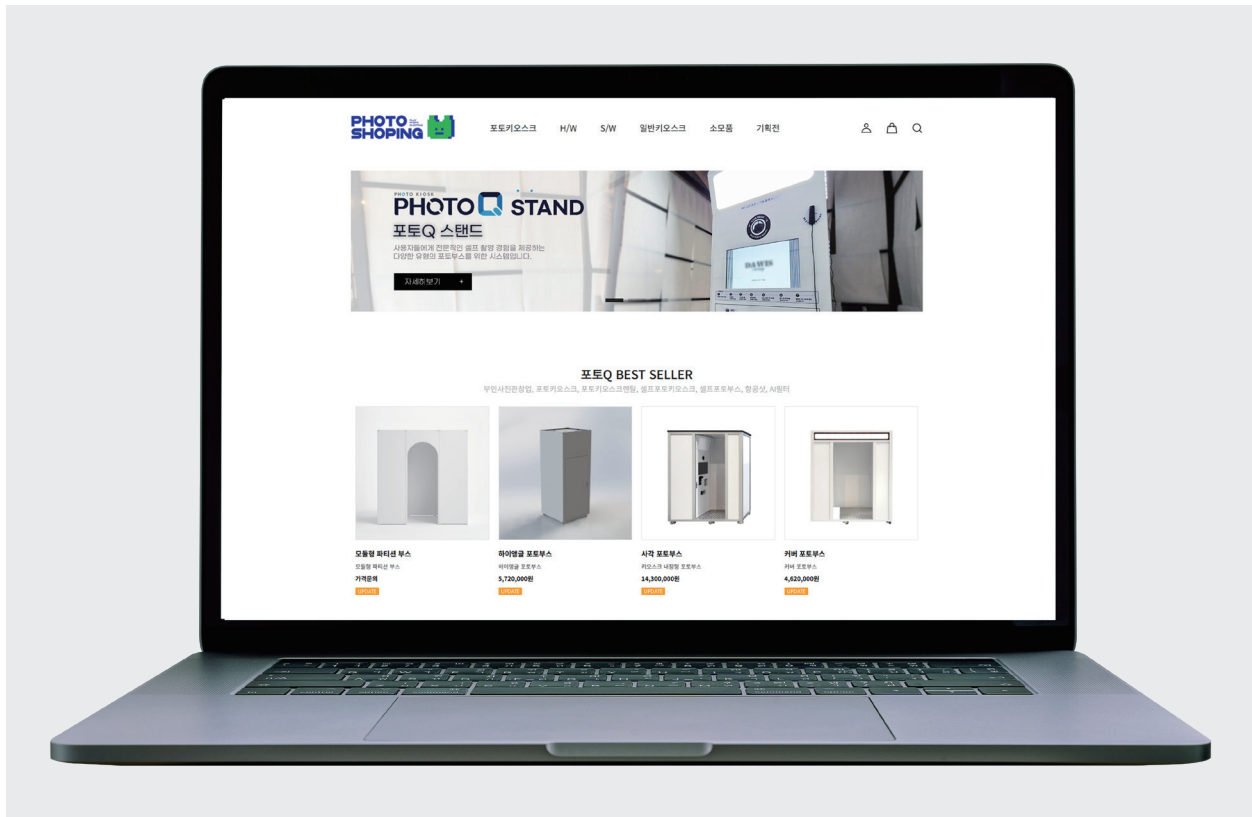 PHOTO
SHOPING
포토키오스크 H/W S/W 일반키오스크 소모품 기획전
PHOTO KIOSK
PHOTO Q STAND
포토Q 스탠드
사용자들에게 전문적인 셀프 촬영 경험을 제공하는
다양한 유형의 포토부스를 위한 시스템입니다.
자세히보기 +
DAWIS
포토Q BEST SELLER
무인사진관창업, 포토키오스크, 포토키오스크렌탈, 셀프포토키오스크, 셀프포토부스, 항공샷, AI필터
모듈형 파티션 부스
모듈형 파티션 부스
가격문의
UPDATE
하이앵글 포토부스
하이앵글 포토부스
5,720,000원
UPDATE
사각 포토부스
키오스크 내장형 포토부스
14,300,000원
UPDATE
커버 포토부스
커버 포토부스
4,620,000원
UPDATE